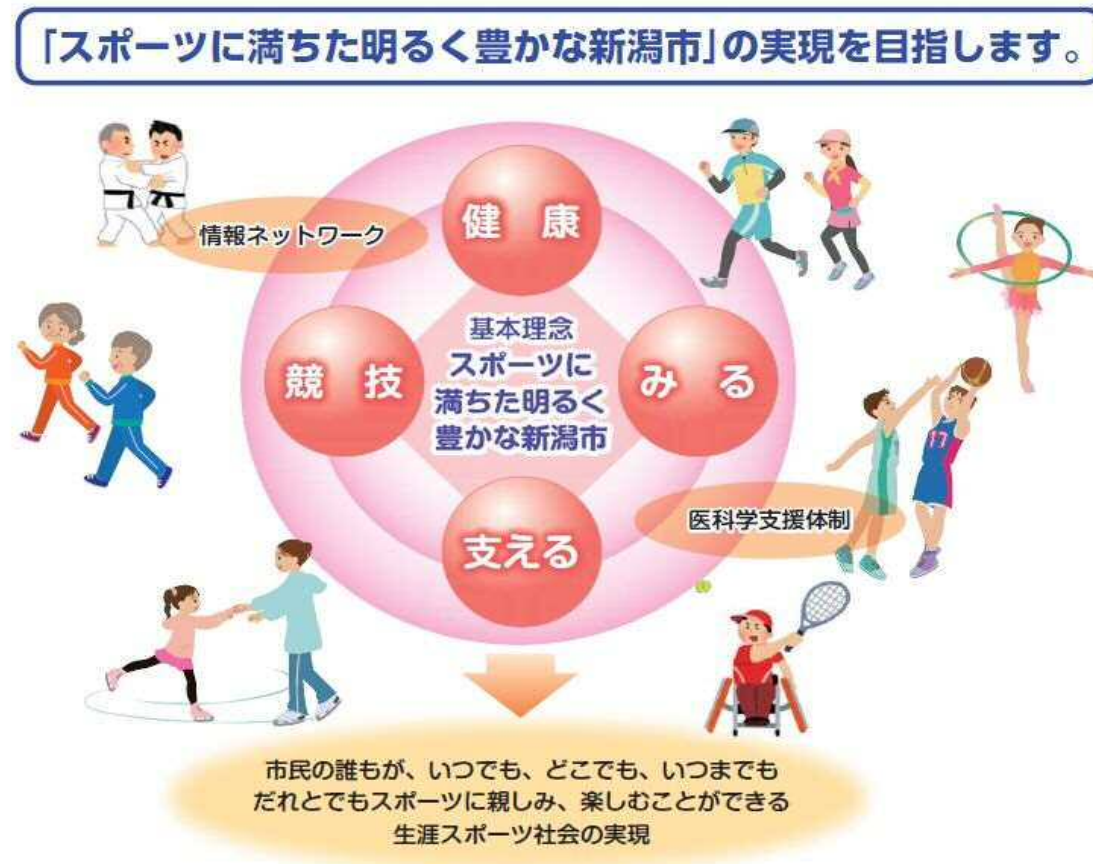 「スポーツに満ちた明るく豊かな新潟市」の実現を目指します。
情報ネットワーク
健 康
競 技
基本理念
スポーツに
満ちた明るく
豊かな新潟市
み る
医科学支援体制
支える
17
市民の誰もが、いつでも、どこでも、いつまでも
だれとでもスポーツに親しみ、楽しむことができる
生涯スポーツ社会の実現